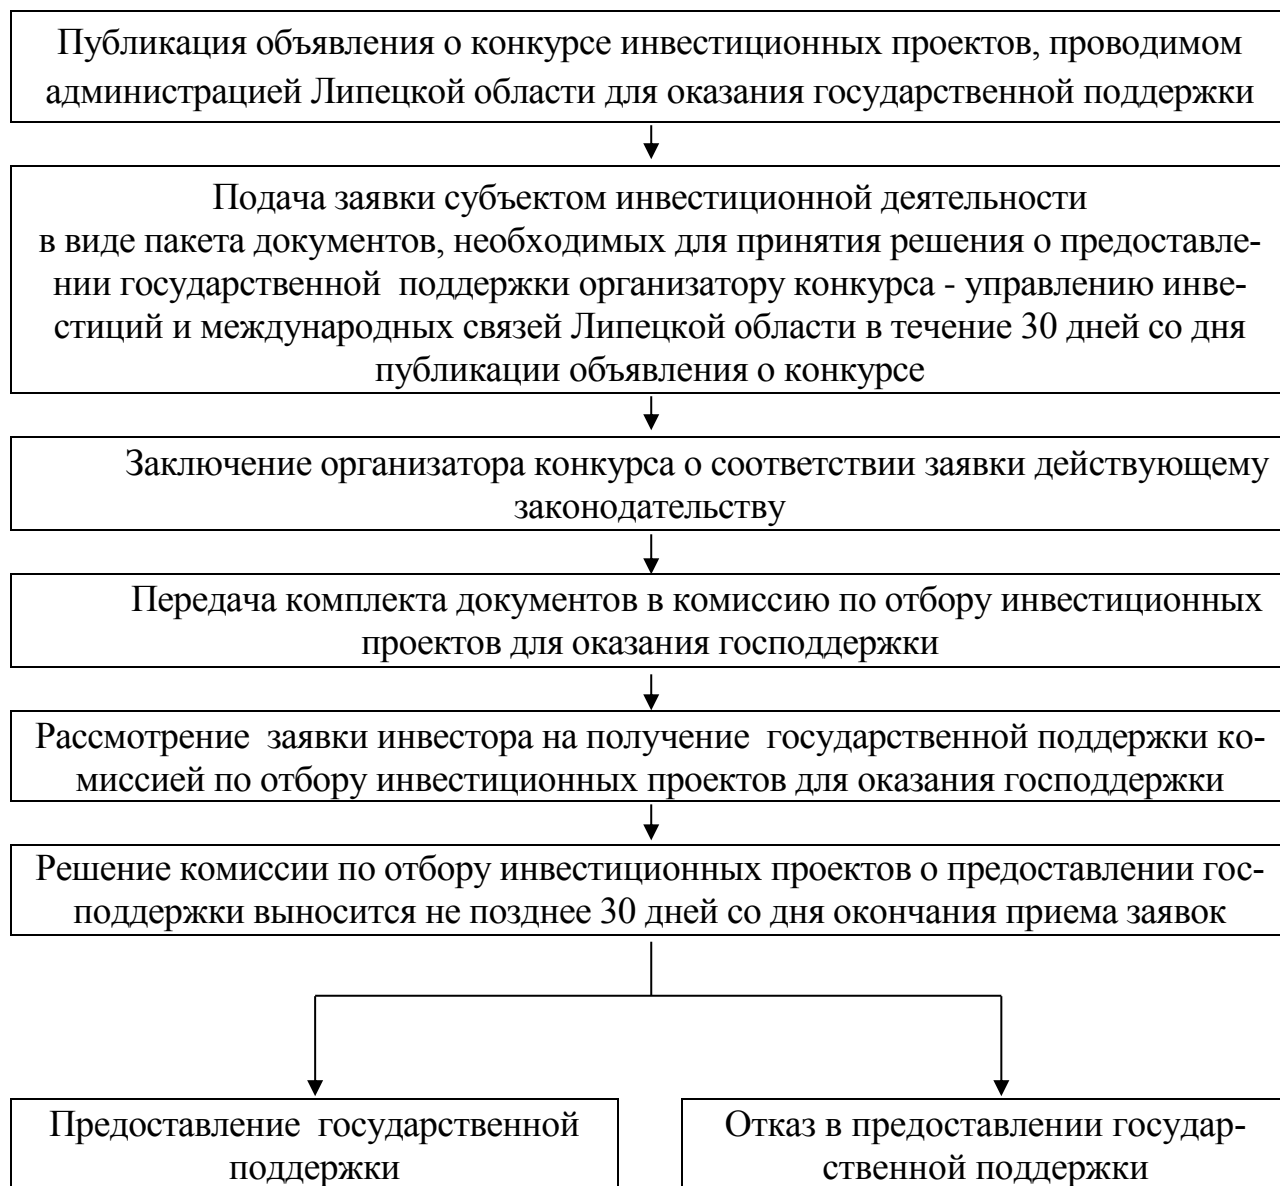 Публикация объявления о конкурсе инвестиционных проектов, проводимом
администрацией Липецкой области для оказания государственной поддержки
Подача заявки субъектом инвестиционной деятельности
в виде пакета документов, необходимых для принятия решения о предоставле-
нии государственной поддержки организатору конкурса - управлению инве-
стиций и международных связей Липецкой области в течение 30 дней со дня
публикации объявления о конкурсе
Заключение организатора конкурса о соответствии заявки действующему
законодательству
Передача комплекта документов в комиссию по отбору инвестиционных
проектов для оказания господдержки
Рассмотрение заявки инвестора на получение государственной поддержки ко-
миссией по отбору инвестиционных проектов для оказания господдержки
Решение комиссии по отбору инвестиционных проектов о предоставлении гос-
поддержки выносится не позднее 30 дней со дня окончания приема заявок
Предоставление государственной
поддержки
Отказ в предоставлении государ-
ственной поддержки